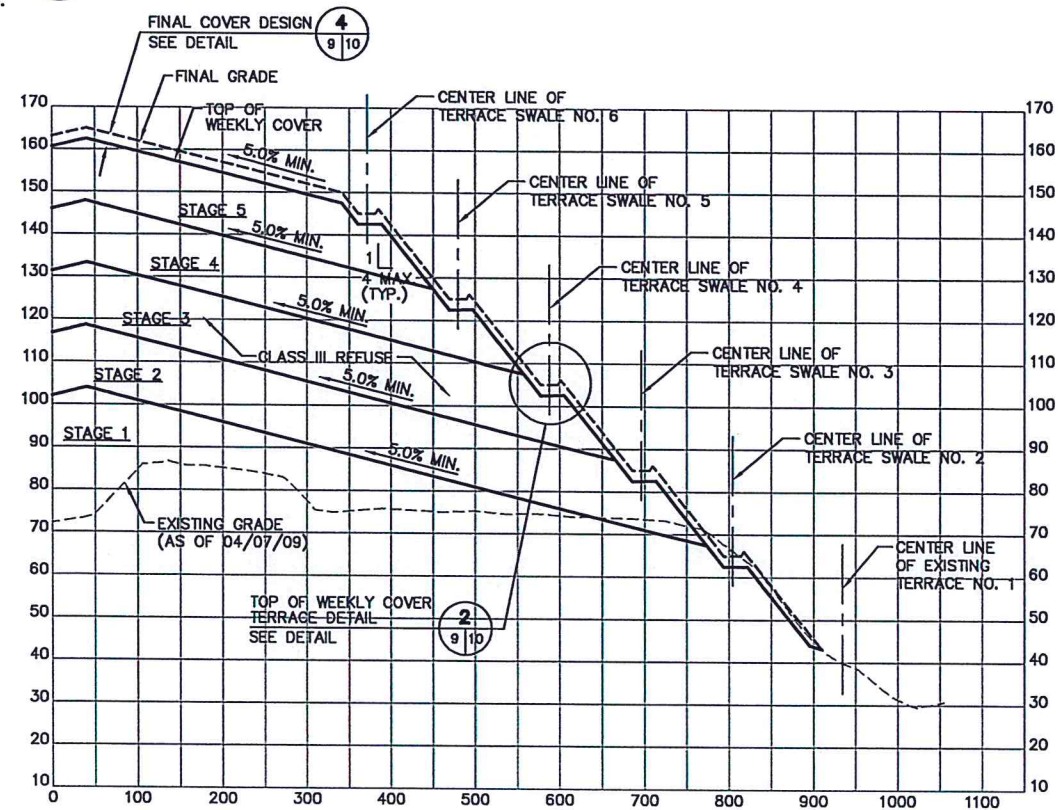 FINAL COVER DESIGN
SEE DETAIL
4
9 10
FINAL GRADE
TOP OF
WEEKLY COVER
CENTER LINE OF
TERRACE SWALE NO. 6
5.0% MIN.
CENTER LINE OF
TERRACE SWALE NO. 5
STAGE 5
5.0% MIN.
1
4 MAX
(TYP.)
CENTER LINE OF
TERRACE SWALE NO. 4
STAGE 4
5.0% MIN.
STAGE 3
CLASS III REFUSE
5.0% MIN.
CENTER LINE OF
TERRACE SWALE NO. 3
STAGE 2
STAGE 1
5.0% MIN.
CENTER LINE OF
TERRACE SWALE NO. 2
EXISTING GRADE
(AS OF 04/07/09)
CENTER LINE
OF EXISTING
TERRACE NO. 1
TOP OF WEEKLY COVER
TERRACE DETAIL
SEE DETAIL
2
9 10
170
160
150
140
130
120
110
100
90
80
70
60
50
40
30
20
10
170
160
150
140
130
120
110
100
90
80
70
60
50
40
30
20
10
0 100 200 300 400 500 600 700 800 900 1000 1100